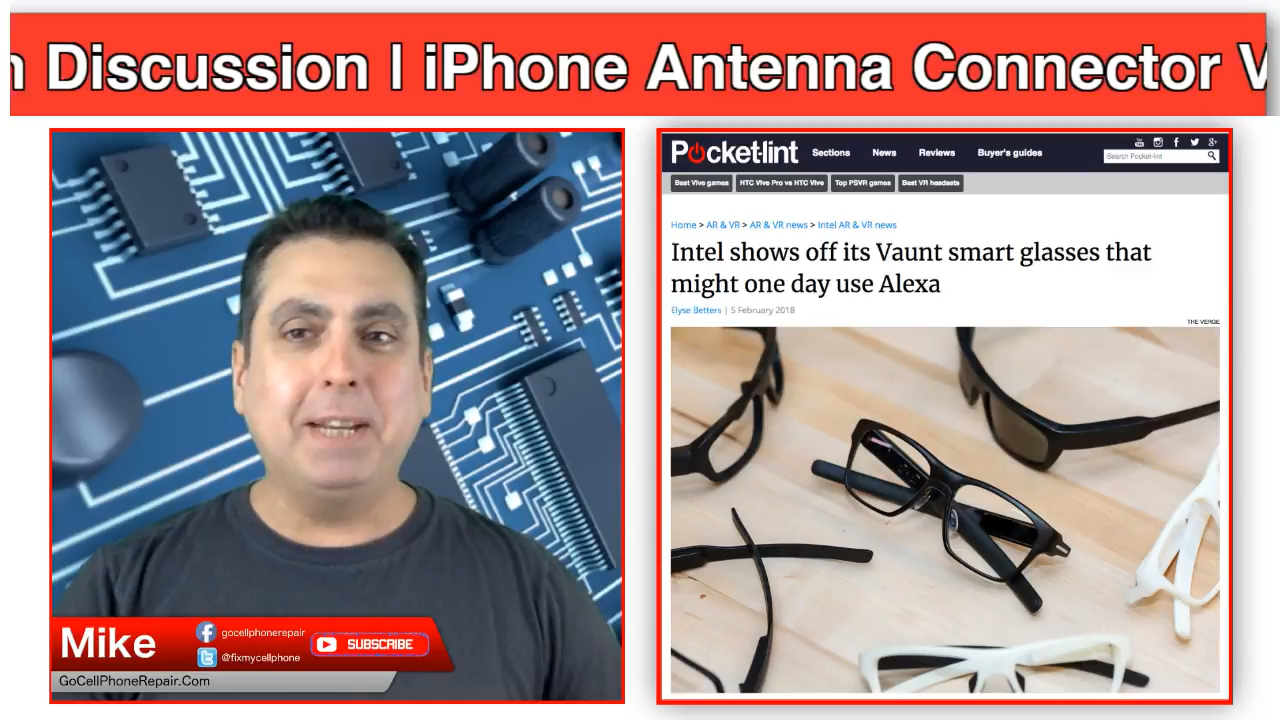 n Discussion | iPhone Antenna Connector V
Mike
gocellphonerepair
@fixmycellphone
SUBSCRIBE
GoCellPhoneRepair.Com
Pocket-lint
Sections News Reviews Buyer's guides
Search Pocket-lint
Best Vive games HTC Vive Pro vs HTC Vive Top PSVR games Best VR headsets
Home > AR & VR > AR & VR news > Intel AR & VR news
Intel shows off its Vaunt smart glasses that
might one day use Alexa
Elyse Betters | 5 February 2018
THE VERGE